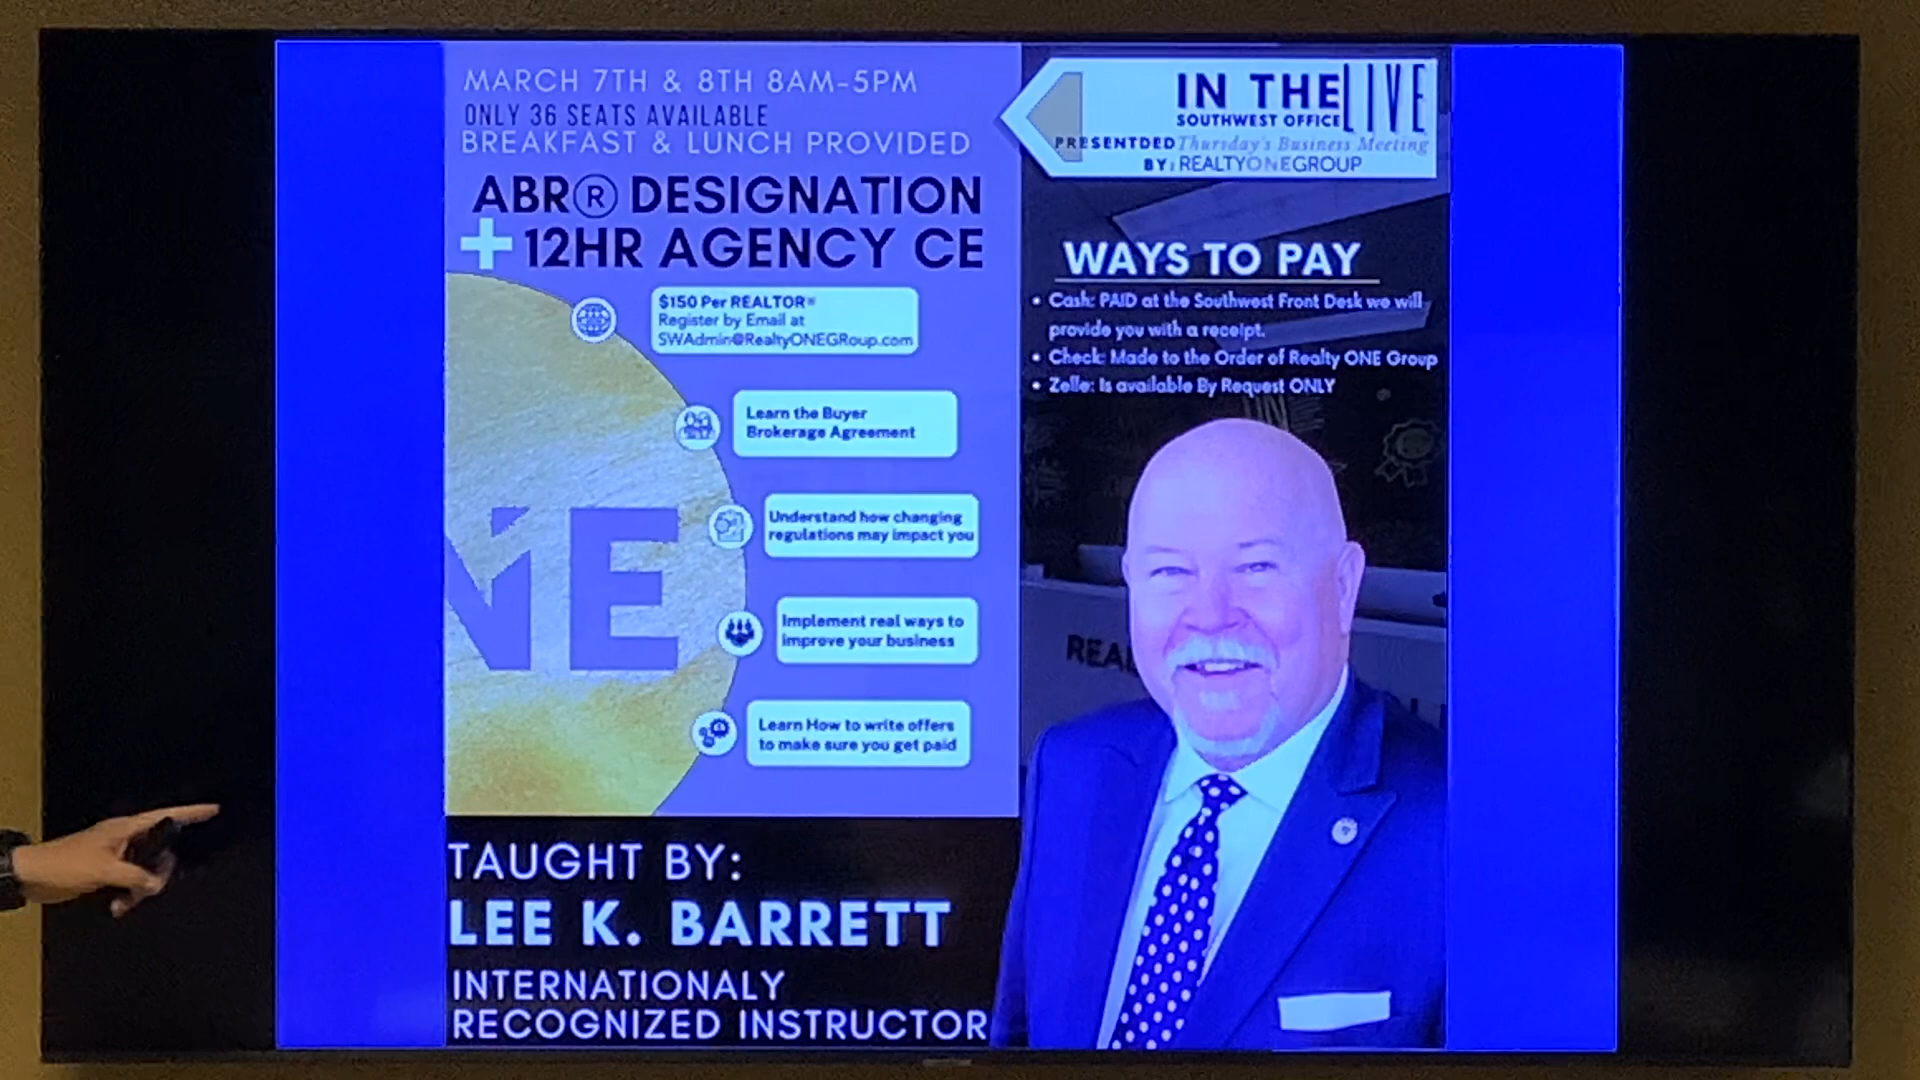 MARCH 7TH & 8TH 8AM-5PM
ONLY 36 SEATS AVAILABLE
BREAKFAST & LUNCH PROVIDED
ABR® DESIGNATION
+ 12HR AGENCY CE
$150 Per REALTOR®
Register by Email at
SWAdmin@RealtyONEGRoup.com
Learn the Buyer
Brokerage Agreement
Understand how changing
regulations may impact you
NE
Implement real ways to
improve your business
Learn How to write offers
to make sure you get paid
TAUGHT BY:
LEE K. BARRETT
INTERNATIONALY
RECOGNIZED INSTRUCTOR
IN THE LIVE
SOUTHWEST OFFICE
PRESENTDED Thursday's Business Meeting
BY: REALTYONEGROUP
WAYS TO PAY
• Cash: PAID at the Southwest Front Desk we will
provide you with a receipt.
• Check: Made to the Order of Realty ONE Group
• Zelle: Is available By Request ONLY
REAL